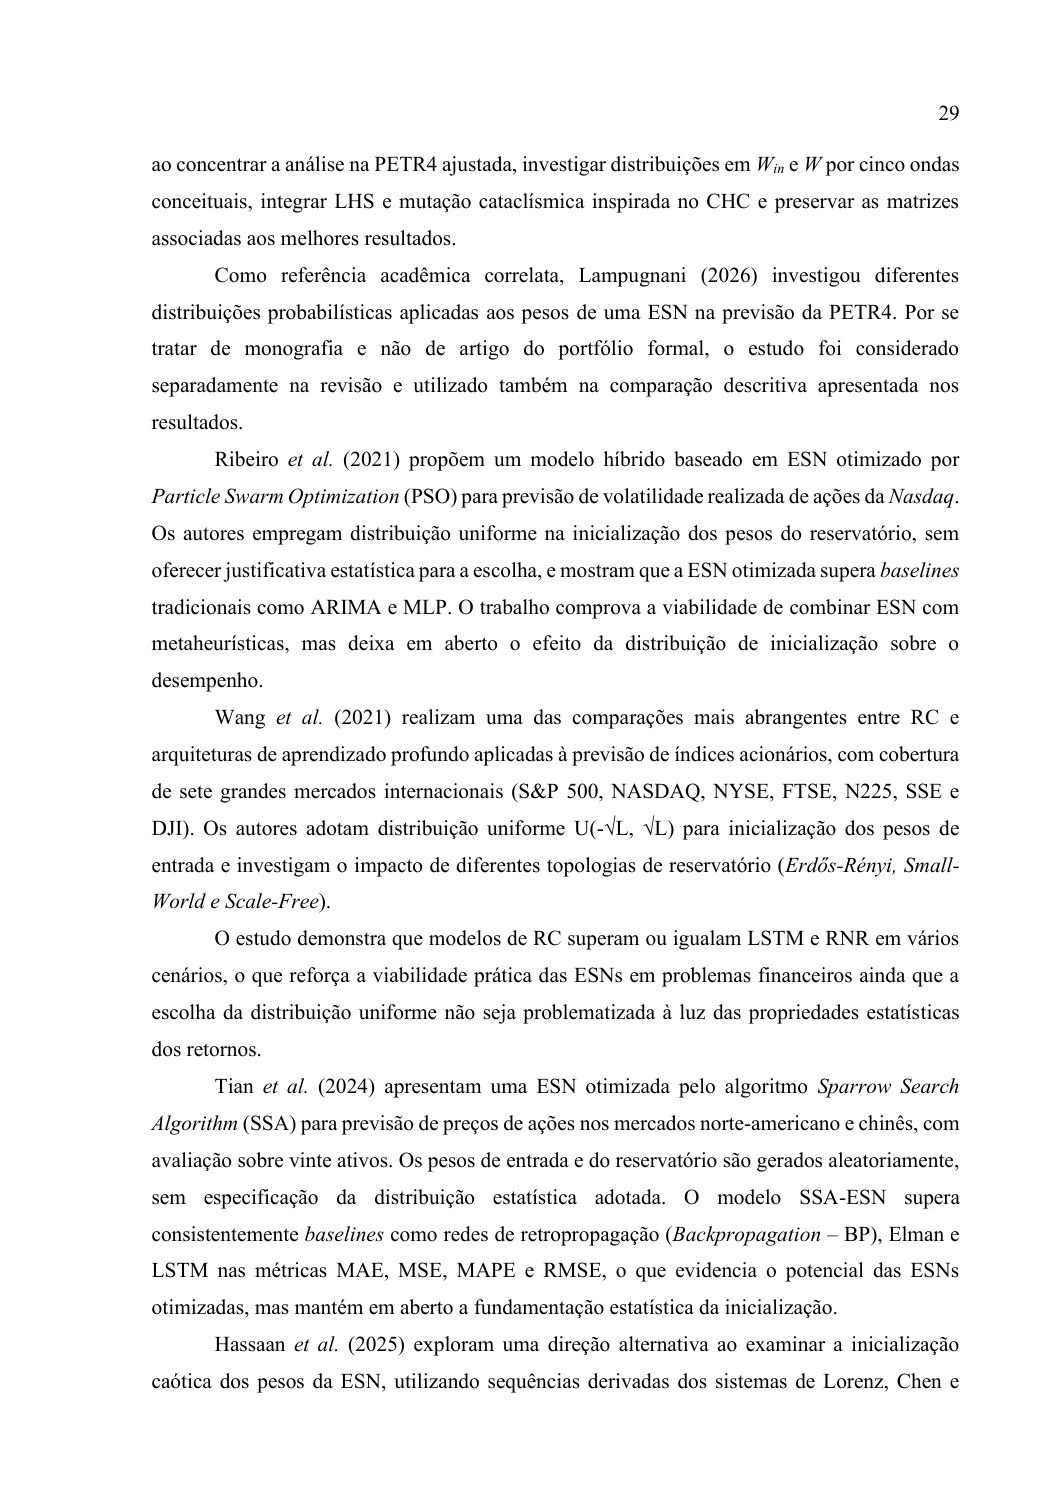 29
ao concentrar a análise na PETR4 ajustada, investigar distribuições em Win e W por cinco ondas
conceituais, integrar LHS e mutação cataclísmica inspirada no CHC e preservar as matrizes
associadas aos melhores resultados.
Como referência acadêmica correlata, Lampugnani (2026) investigou diferentes
distribuições probabilísticas aplicadas aos pesos de uma ESN na previsão da PETR4. Por se
tratar de monografia e não de artigo do portfólio formal, o estudo foi considerado
separadamente na revisão e utilizado também na comparação descritiva apresentada nos
resultados.
Ribeiro et al. (2021) propõem um modelo híbrido baseado em ESN otimizado por
Particle Swarm Optimization (PSO) para previsão de volatilidade realizada de ações da Nasdaq.
Os autores empregam distribuição uniforme na inicialização dos pesos do reservatório, sem
oferecer justificativa estatística para a escolha, e mostram que a ESN otimizada supera baselines
tradicionais como ARIMA e MLP. O trabalho comprova a viabilidade de combinar ESN com
metaheurísticas, mas deixa em aberto o efeito da distribuição de inicialização sobre o
desempenho.
Wang et al. (2021) realizam uma das comparações mais abrangentes entre RC e
arquiteturas de aprendizado profundo aplicadas à previsão de índices acionários, com cobertura
de sete grandes mercados internacionais (S&P 500, NASDAQ, NYSE, FTSE, N225, SSE e
DJI). Os autores adotam distribuição uniforme U(-√L, √L) para inicialização dos pesos de
entrada e investigam o impacto de diferentes topologias de reservatório (Erdős-Rényi, Small-
World e Scale-Free).
O estudo demonstra que modelos de RC superam ou igualam LSTM e RNR em vários
cenários, o que reforça a viabilidade prática das ESNs em problemas financeiros ainda que a
escolha da distribuição uniforme não seja problematizada à luz das propriedades estatísticas
dos retornos.
Tian et al. (2024) apresentam uma ESN otimizada pelo algoritmo Sparrow Search
Algorithm (SSA) para previsão de preços de ações nos mercados norte-americano e chinês, com
avaliação sobre vinte ativos. Os pesos de entrada e do reservatório são gerados aleatoriamente,
sem especificação da distribuição estatística adotada. O modelo SSA-ESN supera
consistentemente baselines como redes de retropropagação (Backpropagation – BP), Elman e
LSTM nas métricas MAE, MSE, MAPE e RMSE, o que evidencia o potencial das ESNs
otimizadas, mas mantém em aberto a fundamentação estatística da inicialização.
Hassaan et al. (2025) exploram uma direção alternativa ao examinar a inicialização
caótica dos pesos da ESN, utilizando sequências derivadas dos sistemas de Lorenz, Chen e